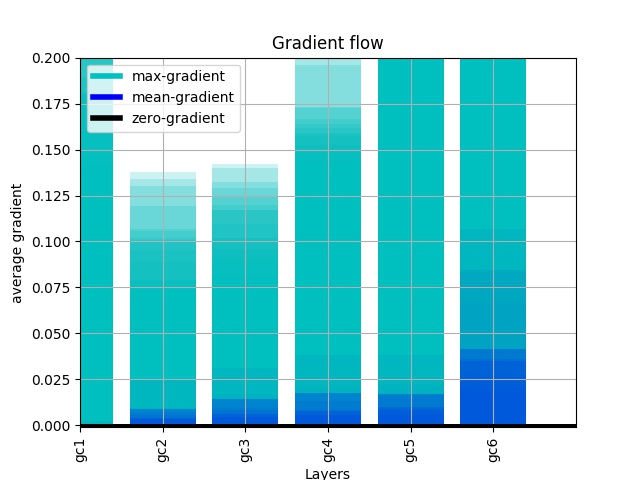 Gradient flow
max-gradient
mean-gradient
zero-gradient
0.200
0.175
0.150
0.125
0.100
0.075
0.050
0.025
0.000
average gradient
gc1
gc2
gc3
gc4
gc5
gc6
Layers